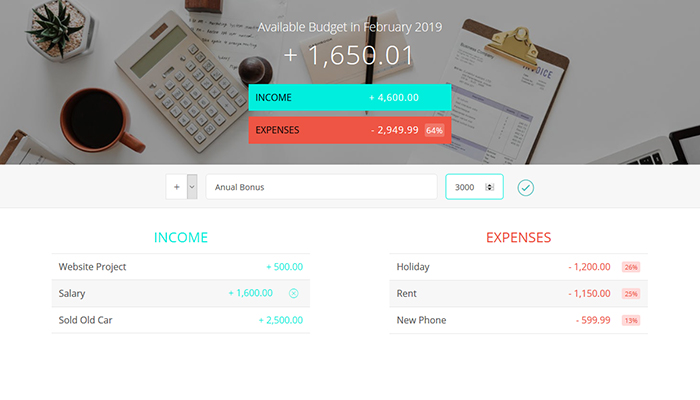 Available Budget in February 2019
+ 1,650.01
INCOME + 4,600.00
EXPENSES - 2,949.99 64%
INVOICE
+ Anual Bonus 3000
INCOME
Website Project + 500.00
Salary + 1,600.00
Sold Old Car + 2,500.00
EXPENSES
Holiday - 1,200.00 26%
Rent - 1,150.00 25%
New Phone - 599.99 13%